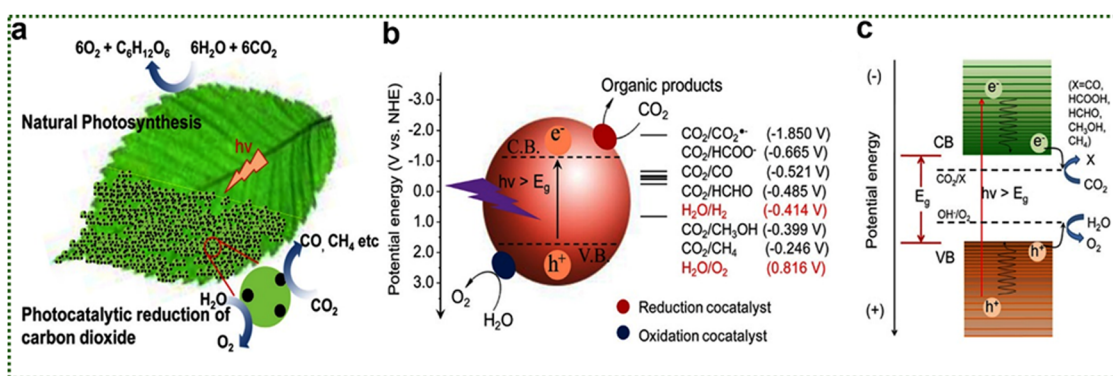 a
6O₂ + C₆H₁₂O₆ 6H₂O + 6CO₂
Natural Photosynthesis
hv
CO, CH₄ etc
H₂O
CO₂
Photocatalytic reduction of
carbon dioxide
O₂
b
Potential energy (V vs. NHE)
-3.0
-2.0
-1.0
0.0
1.0
2.0
3.0
Organic products
CO₂
e⁻
C.B.
hv > Eg
V.B.
h⁺
O₂
H₂O
CO₂/CO₂•⁻ (-1.850 V)
CO₂/HCOO⁻ (-0.665 V)
CO₂/CO (-0.521 V)
CO₂/HCHO (-0.485 V)
H₂O/H₂ (-0.414 V)
CO₂/CH₃OH (-0.399 V)
CO₂/CH₄ (-0.246 V)
H₂O/O₂ (0.816 V)
Reduction cocatalyst
Oxidation cocatalyst
c
Potential energy
(-)
(+)
e⁻
(X=CO,
HCOOH,
HCHO,
CH₃OH,
CH₄)
e⁻
CB
X
CO₂/X
CO₂
Eg
hv > Eg
OH⁻/O₂
H₂O
O₂
VB
h⁺
h⁺